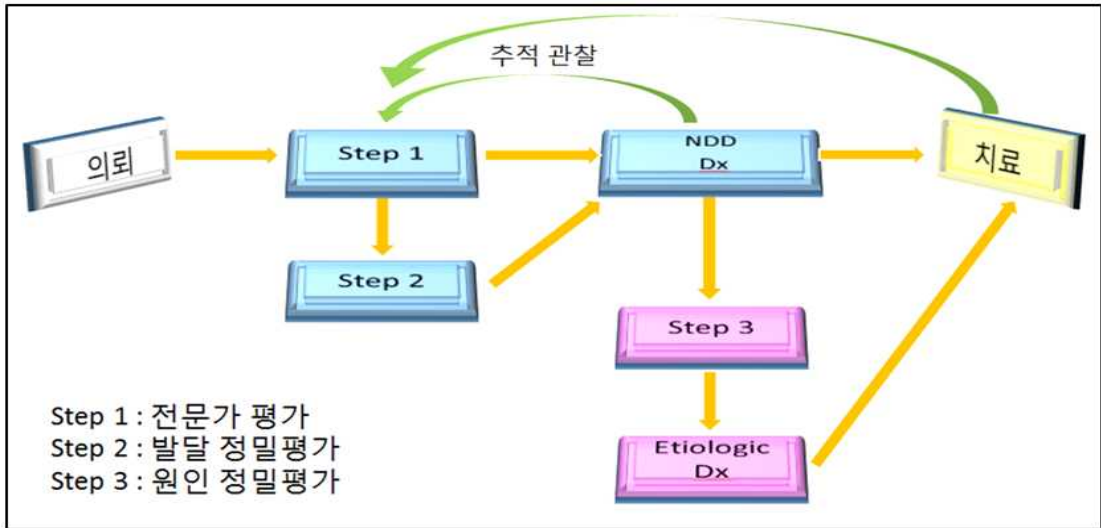 추적 관찰
의뢰
Step 1
NDD
Dx
치료
Step 2
Step 3
Etiologic
Dx
Step 1 : 전문가 평가
Step 2 : 발달 정밀평가
Step 3 : 원인 정밀평가